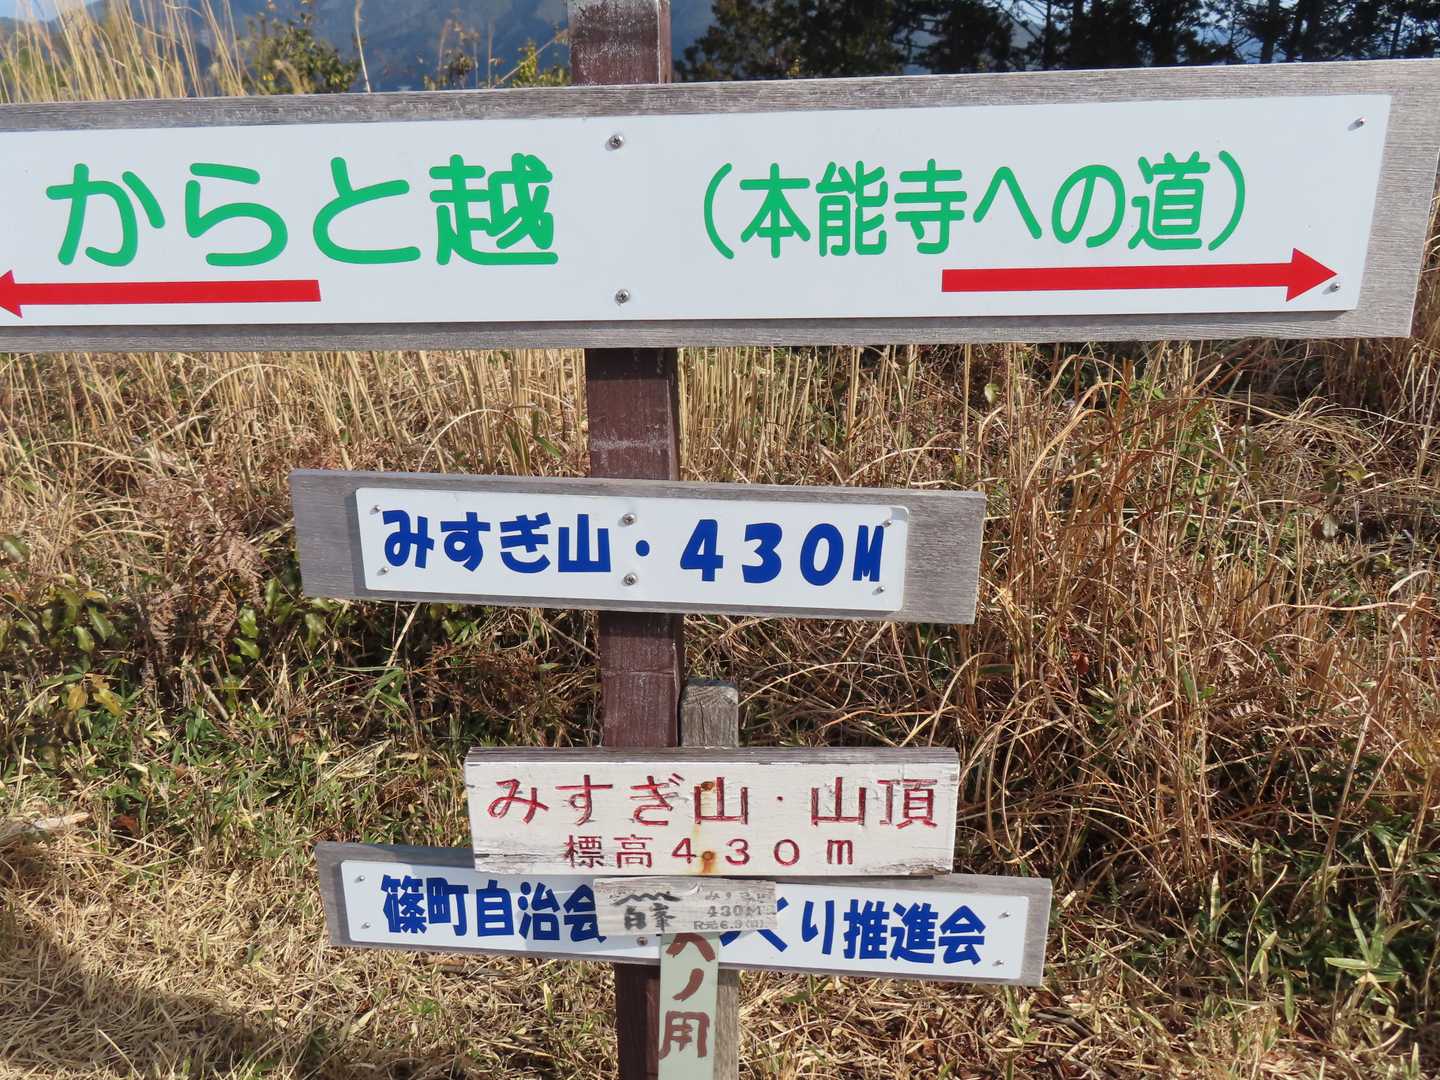 からと越 (本能寺への道)
みすぎ山・430M
みすぎ山・山頂
標高430m
篠町自治会 くり推進会
430M